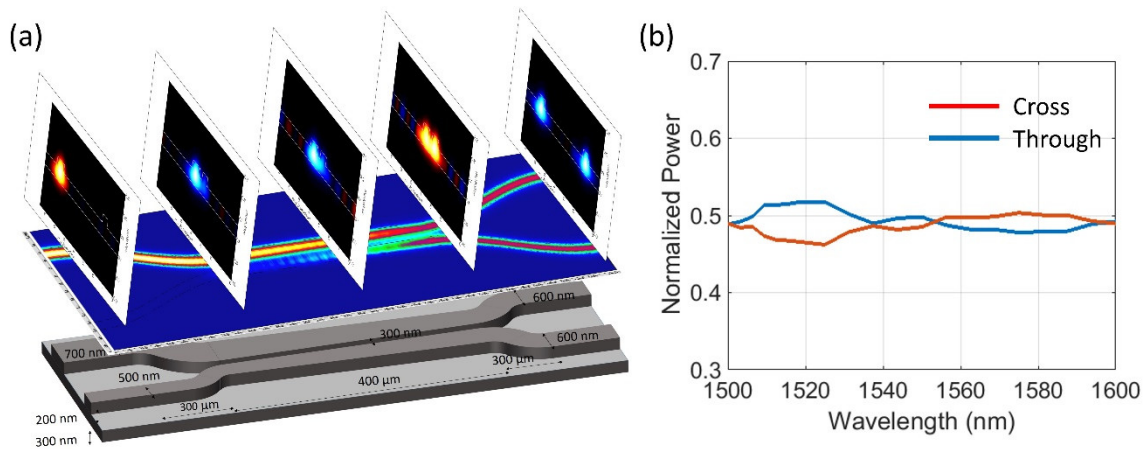 (a)
700 nm
500 nm
200 nm
300 nm
300 µm
400 µm
300 µm
300 nm
600 nm
600 nm
(b)
Cross
Through
Normalized Power
0.7
0.6
0.5
0.4
0.3
1500
1520
1540
1560
1580
1600
Wavelength (nm)